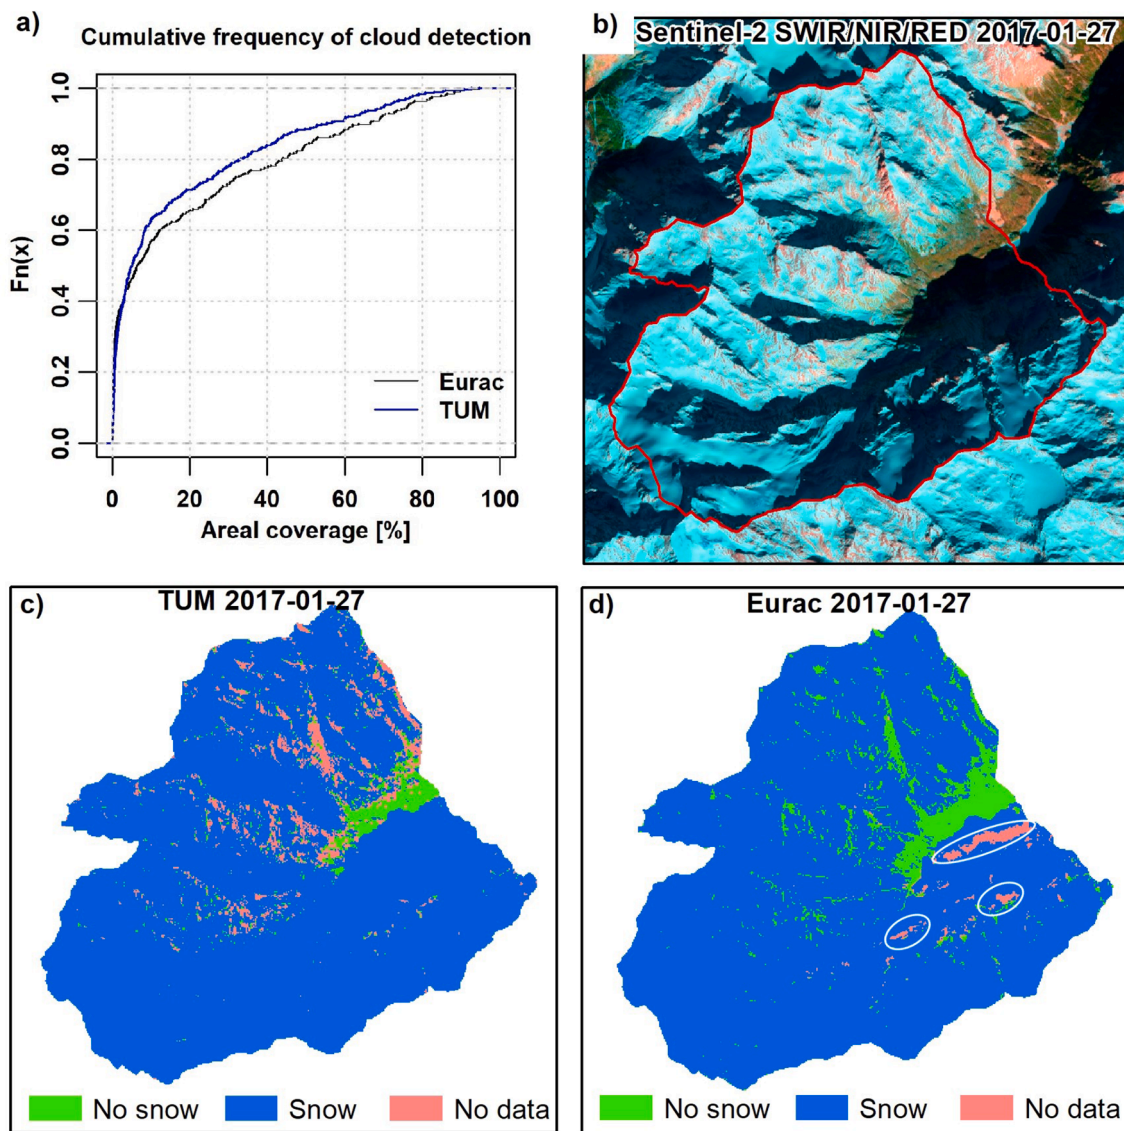 a)
Cumulative frequency of cloud detection
1.0
0.8
0.6
0.4
0.2
0.0
Fn(x)
Eurac
TUM
0 20 40 60 80 100
Areal coverage [%]
b)
Sentinel-2 SWIR/NIR/RED 2017-01-27
c)
TUM 2017-01-27
No snow Snow No data
d)
Eurac 2017-01-27
No snow Snow No data